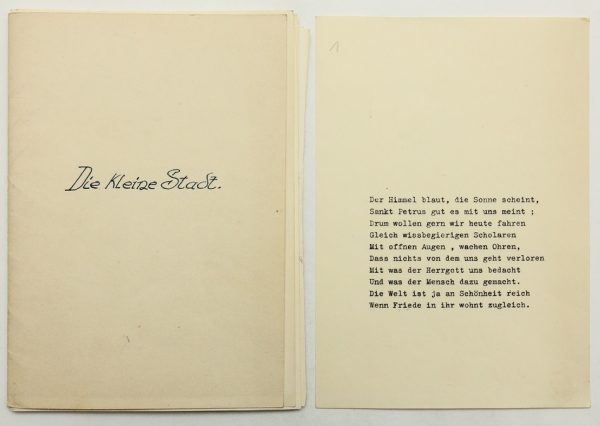 Die Kleine Stadt.
1
Der Himmel blaut, die Sonne scheint,
Sankt Petrus gut es mit uns meint ;
Drum wollen gern wir heute fahren
Gleich wissbegierigen Scholaren
Mit offnen Augen , wachen Ohren,
Dass nichts von dem uns geht verloren
Mit was der Herrgott uns bedacht
Und was der Mensch dazu gemacht.
Die Welt ist ja an Schönheit reich
Wenn Friede in ihr wohnt zugleich.